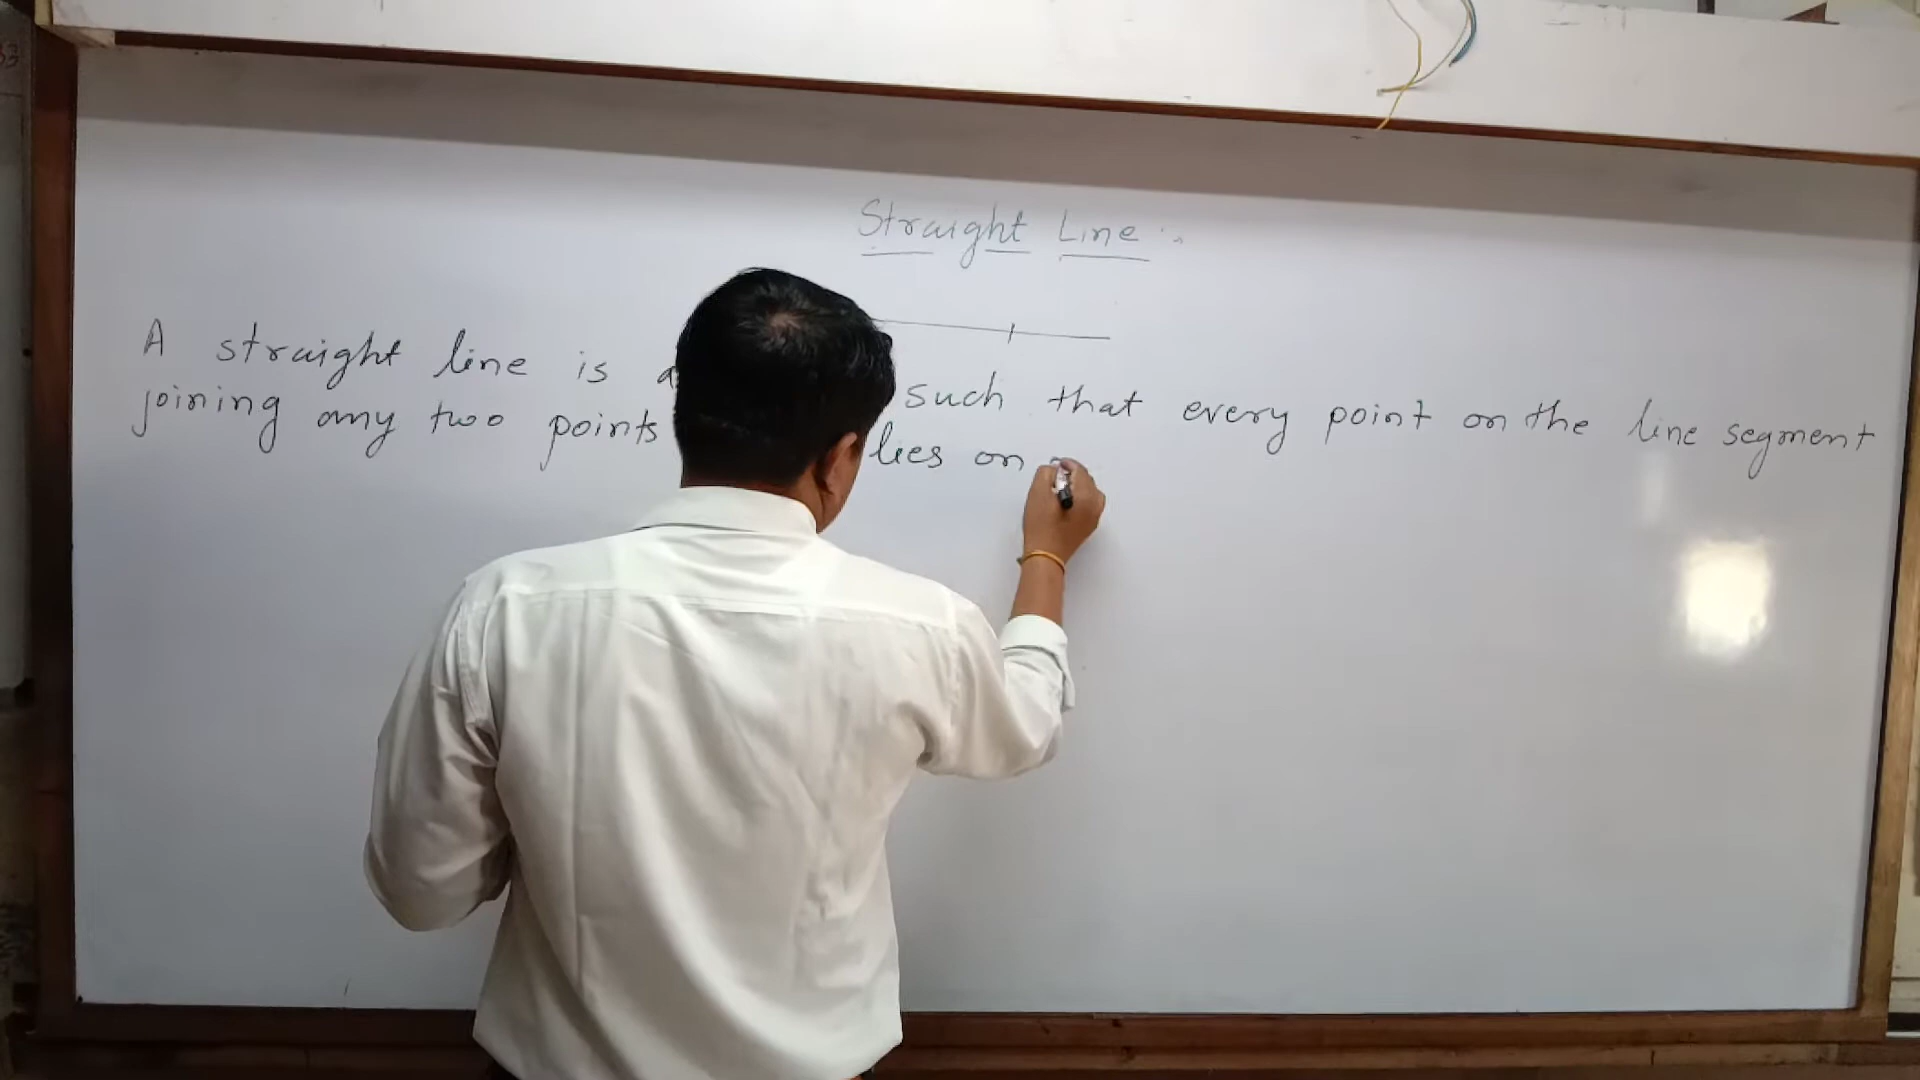 Straight Line :-
A straight line is a such that every point on the line segment
joining any two points lies on